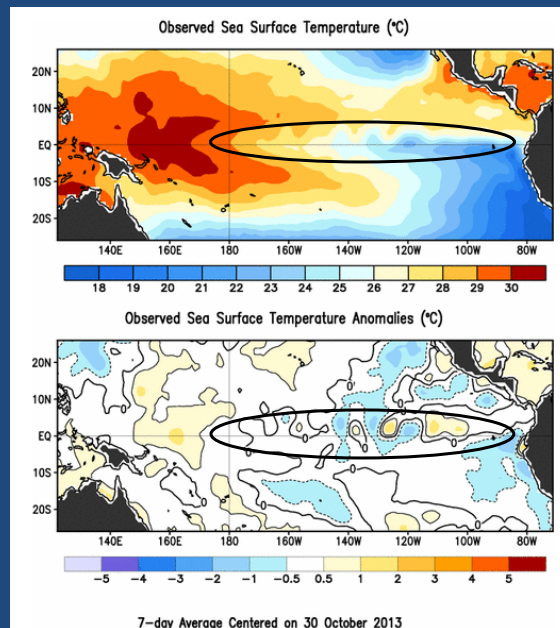 Observed Sea Surface Temperature (°C)
20N
10N
EQ
10S
20S
140E 160E 180 160W 140W 120W 100W 80W
18 19 20 21 22 23 24 25 26 27 28 29 30
Observed Sea Surface Temperature Anomalies (°C)
20N
10N
EQ
10S
20S
140E 160E 180 160W 140W 120W 100W 80W
-5 -4 -3 -2 -1 -0.5 0.5 1 2 3 4 5
7-day Average Centered on 30 October 2013